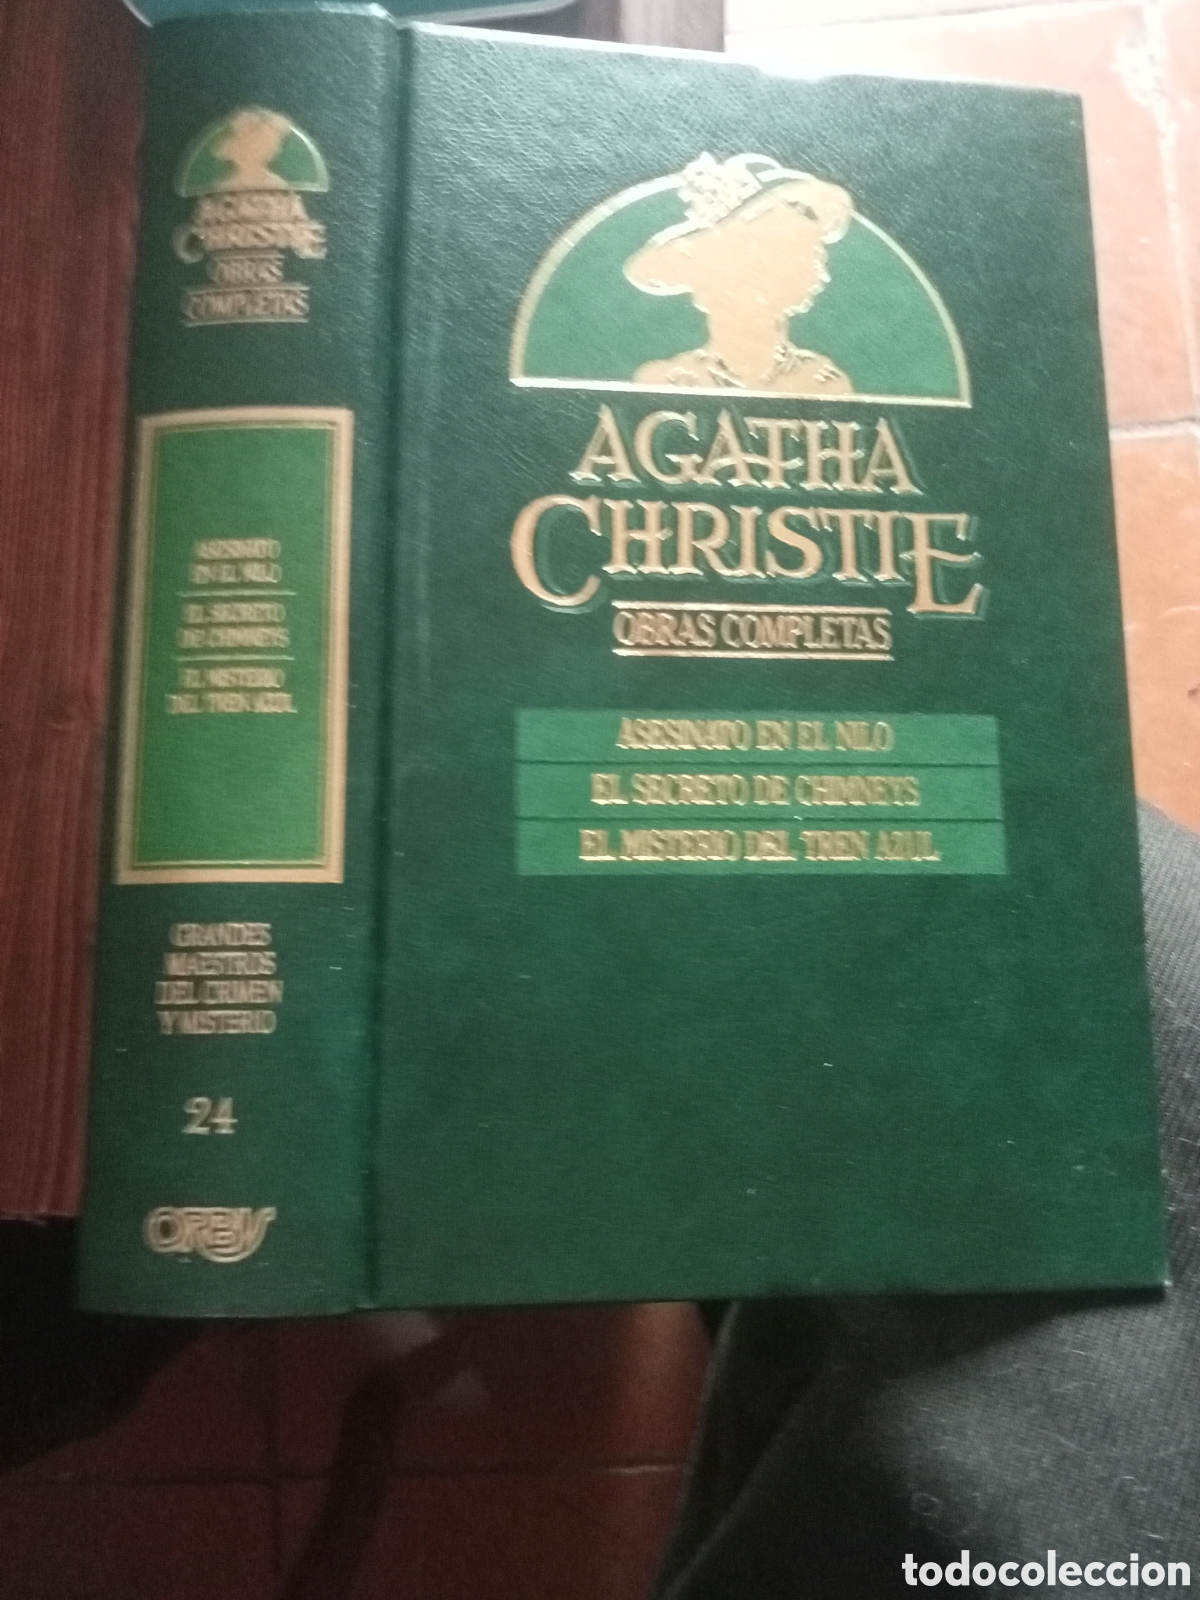 AGATHA
CHRISTIE
OBRAS
COMPLETAS
ASESINATO
EN EL NILO
EL SECRETO
DE CHIMNEYS
EL MISTERIO
DEL TREN AZUL
GRANDES
MAESTROS
DEL CRIMEN
Y MISTERIO
24
ORBIS
AGATHA
CHRISTIE
OBRAS COMPLETAS
ASESINATO EN EL NILO
EL SECRETO DE CHIMNEYS
EL MISTERIO DEL TREN AZUL
todocoleccion